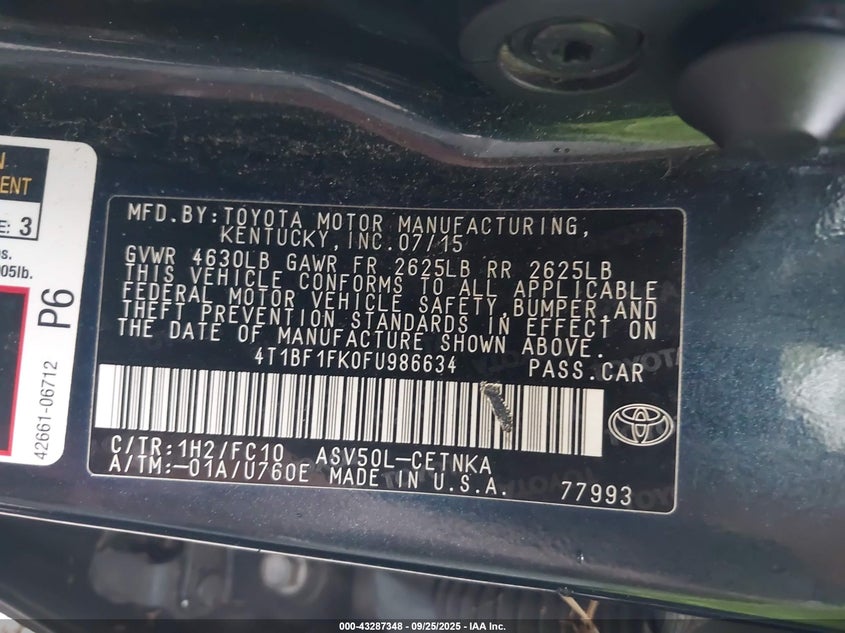 N
ENT
E: 3
s.
005lb.
P6
42661-06712
MFD.BY:TOYOTA MOTOR MANUFACTURING,
KENTUCKY,INC.07/15
GVWR 4630LB GAWR FR 2625LB RR 2625LB
THIS VEHICLE CONFORMS TO ALL APPLICABLE
FEDERAL MOTOR VEHICLE SAFETY,BUMPER,AND
THEFT PREVENTION STANDARDS IN EFFECT ON
THE DATE OF MANUFACTURE SHOWN ABOVE.
4T1BF1FK0FU986634 PASS.CAR
C/TR:1H2/FC10 ASV50L-CETNKA
A/TM:-01A/U760E MADE IN U.S.A. 77993
000-43287348 - 09/25/2025 - IAA Inc.